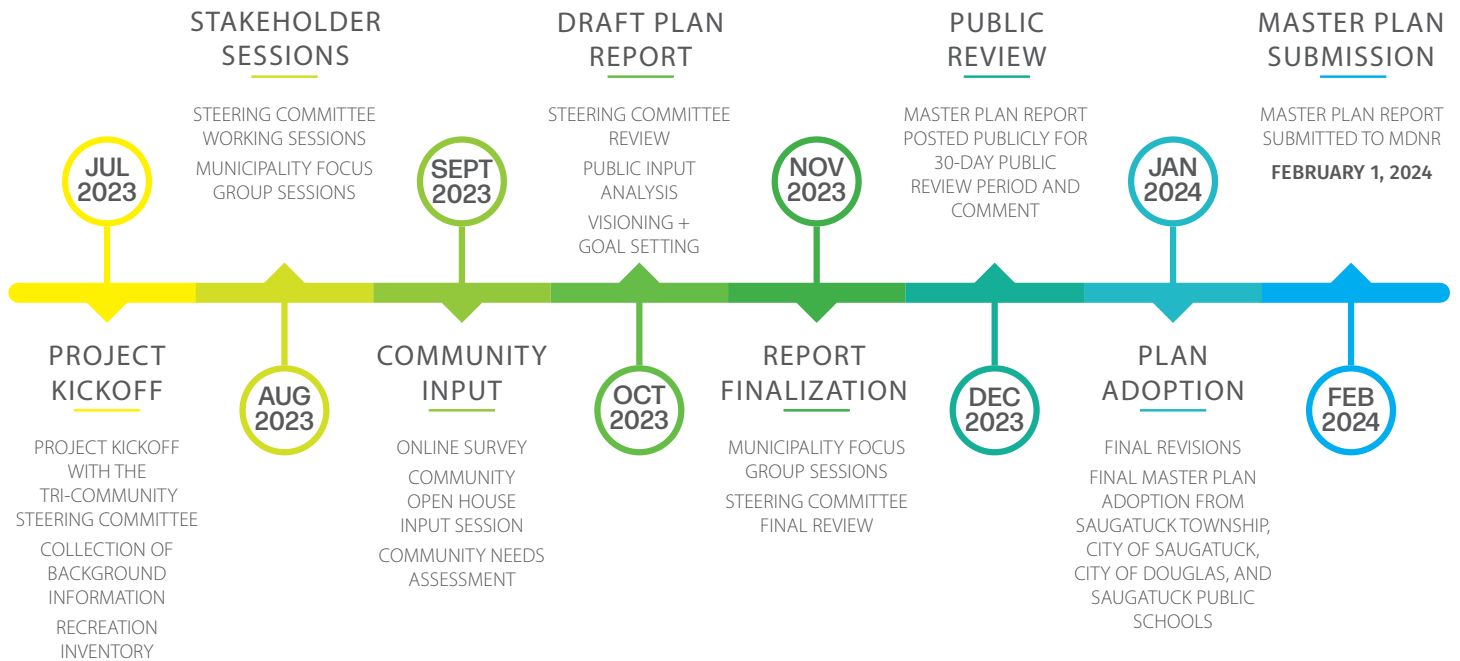 JUL
2023
PROJECT
KICKOFF
PROJECT KICKOFF
WITH THE
TRI-COMMUNITY
STEERING COMMITTEE
COLLECTION OF
BACKGROUND
INFORMATION
RECREATION
INVENTORY
STAKEHOLDER
SESSIONS
STEERING COMMITTEE
WORKING SESSIONS
MUNICIPALITY FOCUS
GROUP SESSIONS
AUG
2023
SEPT
2023
COMMUNITY
INPUT
ONLINE SURVEY
COMMUNITY
OPEN HOUSE
INPUT SESSION
COMMUNITY NEEDS
ASSESSMENT
DRAFT PLAN
REPORT
STEERING COMMITTEE
REVIEW
PUBLIC INPUT
ANALYSIS
VISIONING +
GOAL SETTING
OCT
2023
NOV
2023
REPORT
FINALIZATION
MUNICIPALITY FOCUS
GROUP SESSIONS
STEERING COMMITTEE
FINAL REVIEW
PUBLIC
REVIEW
MASTER PLAN REPORT
POSTED PUBLICLY FOR
30-DAY PUBLIC
REVIEW PERIOD AND
COMMENT
DEC
2023
JAN
2024
PLAN
ADOPTION
FINAL REVISIONS
FINAL MASTER PLAN
ADOPTION FROM
SAUGATUCK TOWNSHIP,
CITY OF SAUGATUCK,
CITY OF DOUGLAS, AND
SAUGATUCK PUBLIC
SCHOOLS
MASTER PLAN
SUBMISSION
MASTER PLAN REPORT
SUBMITTED TO MDNR
FEBRUARY 1, 2024
FEB
2024